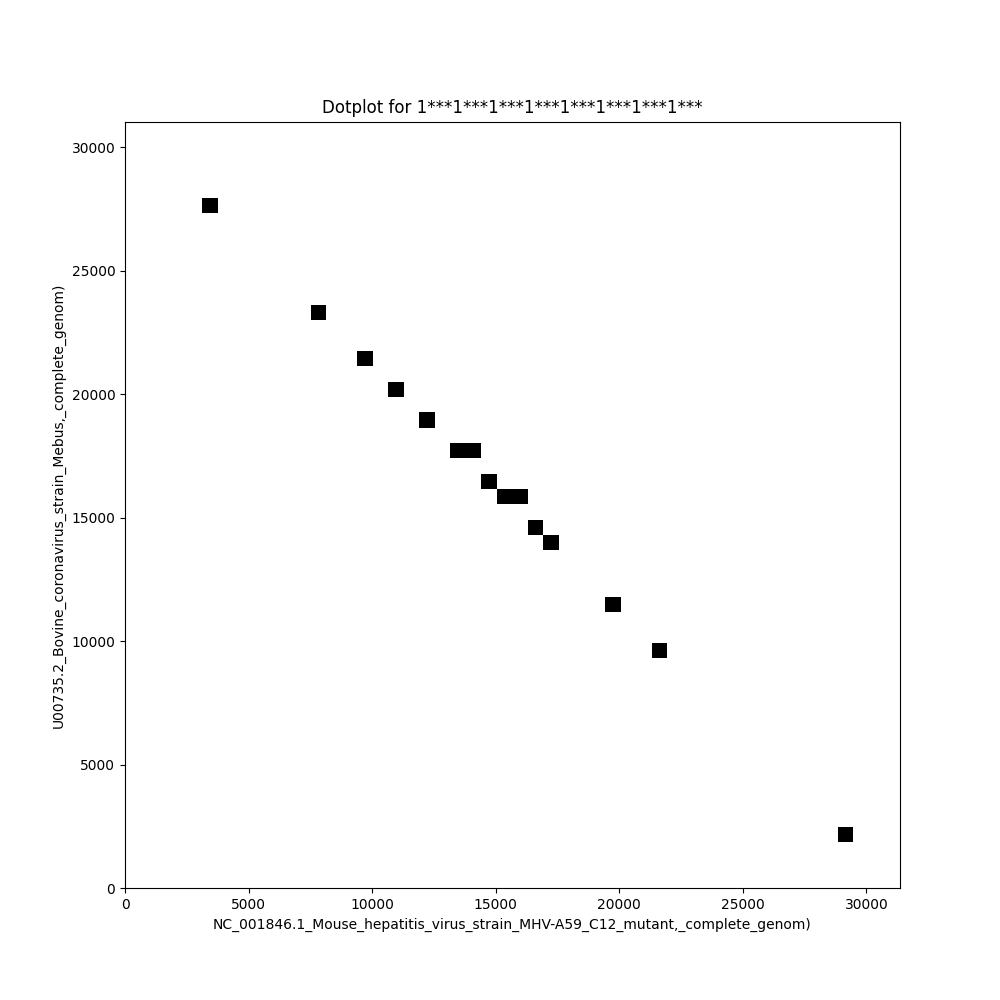 Dotplot for 1***1***1***1***1***1***1***1***
30000
25000
20000
15000
10000
5000
0
U00735.2_Bovine_coronavirus_strain_Mebus,_complete_genom)
0 5000 10000 15000 20000 25000 30000
NC_001846.1_Mouse_hepatitis_virus_strain_MHV-A59_C12_mutant,_complete_genom)